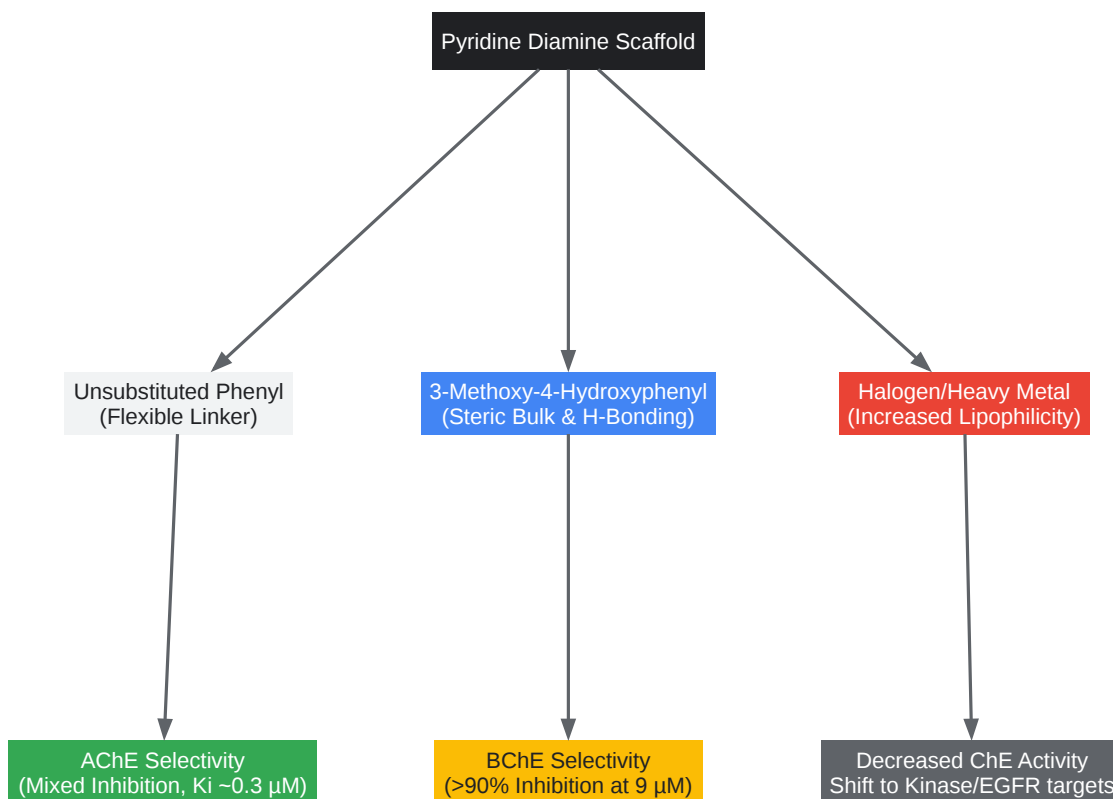 Pyridine Diamine Scaffold
Unsubstituted Phenyl
(Flexible Linker)
3-Methoxy-4-Hydroxyphenyl
(Steric Bulk & H-Bonding)
Halogen/Heavy Metal
(Increased Lipophilicity)
AChE Selectivity
(Mixed Inhibition, Ki ~0.3 µM)
BChE Selectivity
(>90% Inhibition at 9 µM)
Decreased ChE Activity
Shift to Kinase/EGFR targets